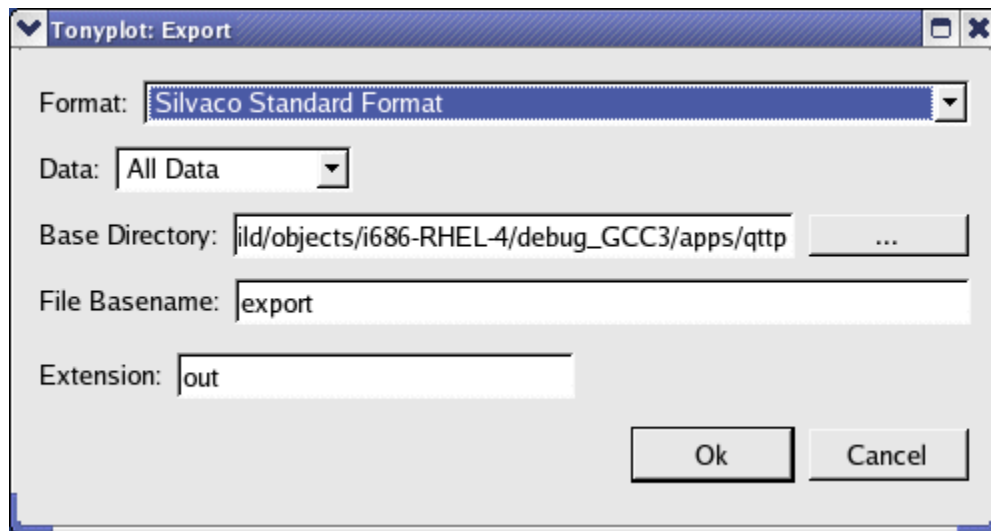 Tonyplot: Export
Format: Silvaco Standard Format
Data: All Data
Base Directory: ild/objects/i686-RHEL-4/debug_GCC3/apps/qttp ...
File Basename: export
Extension: out
Ok Cancel